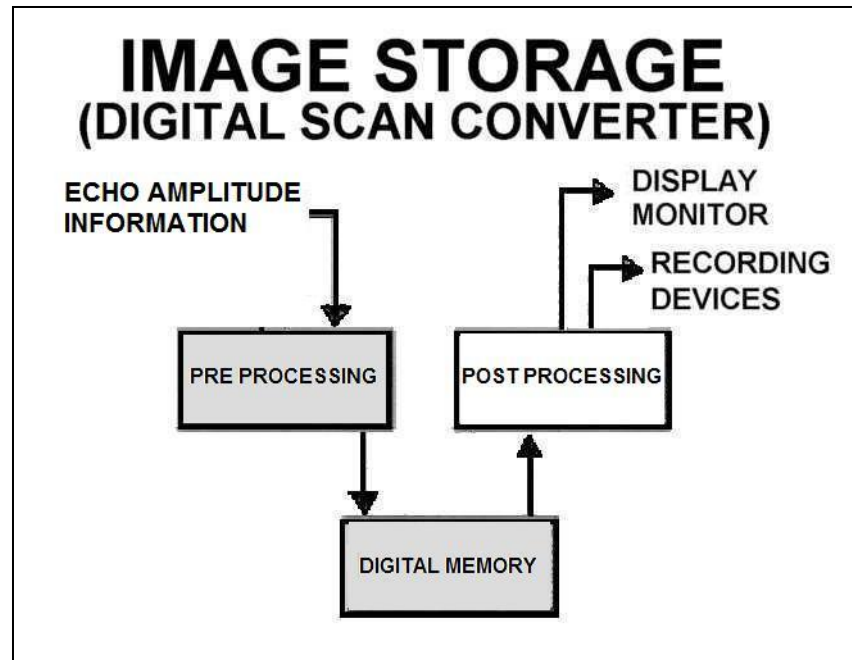 IMAGE STORAGE
(DIGITAL SCAN CONVERTER)
ECHO AMPLITUDE
INFORMATION
DISPLAY
MONITOR
RECORDING
DEVICES
PRE PROCESSING
POST PROCESSING
DIGITAL MEMORY